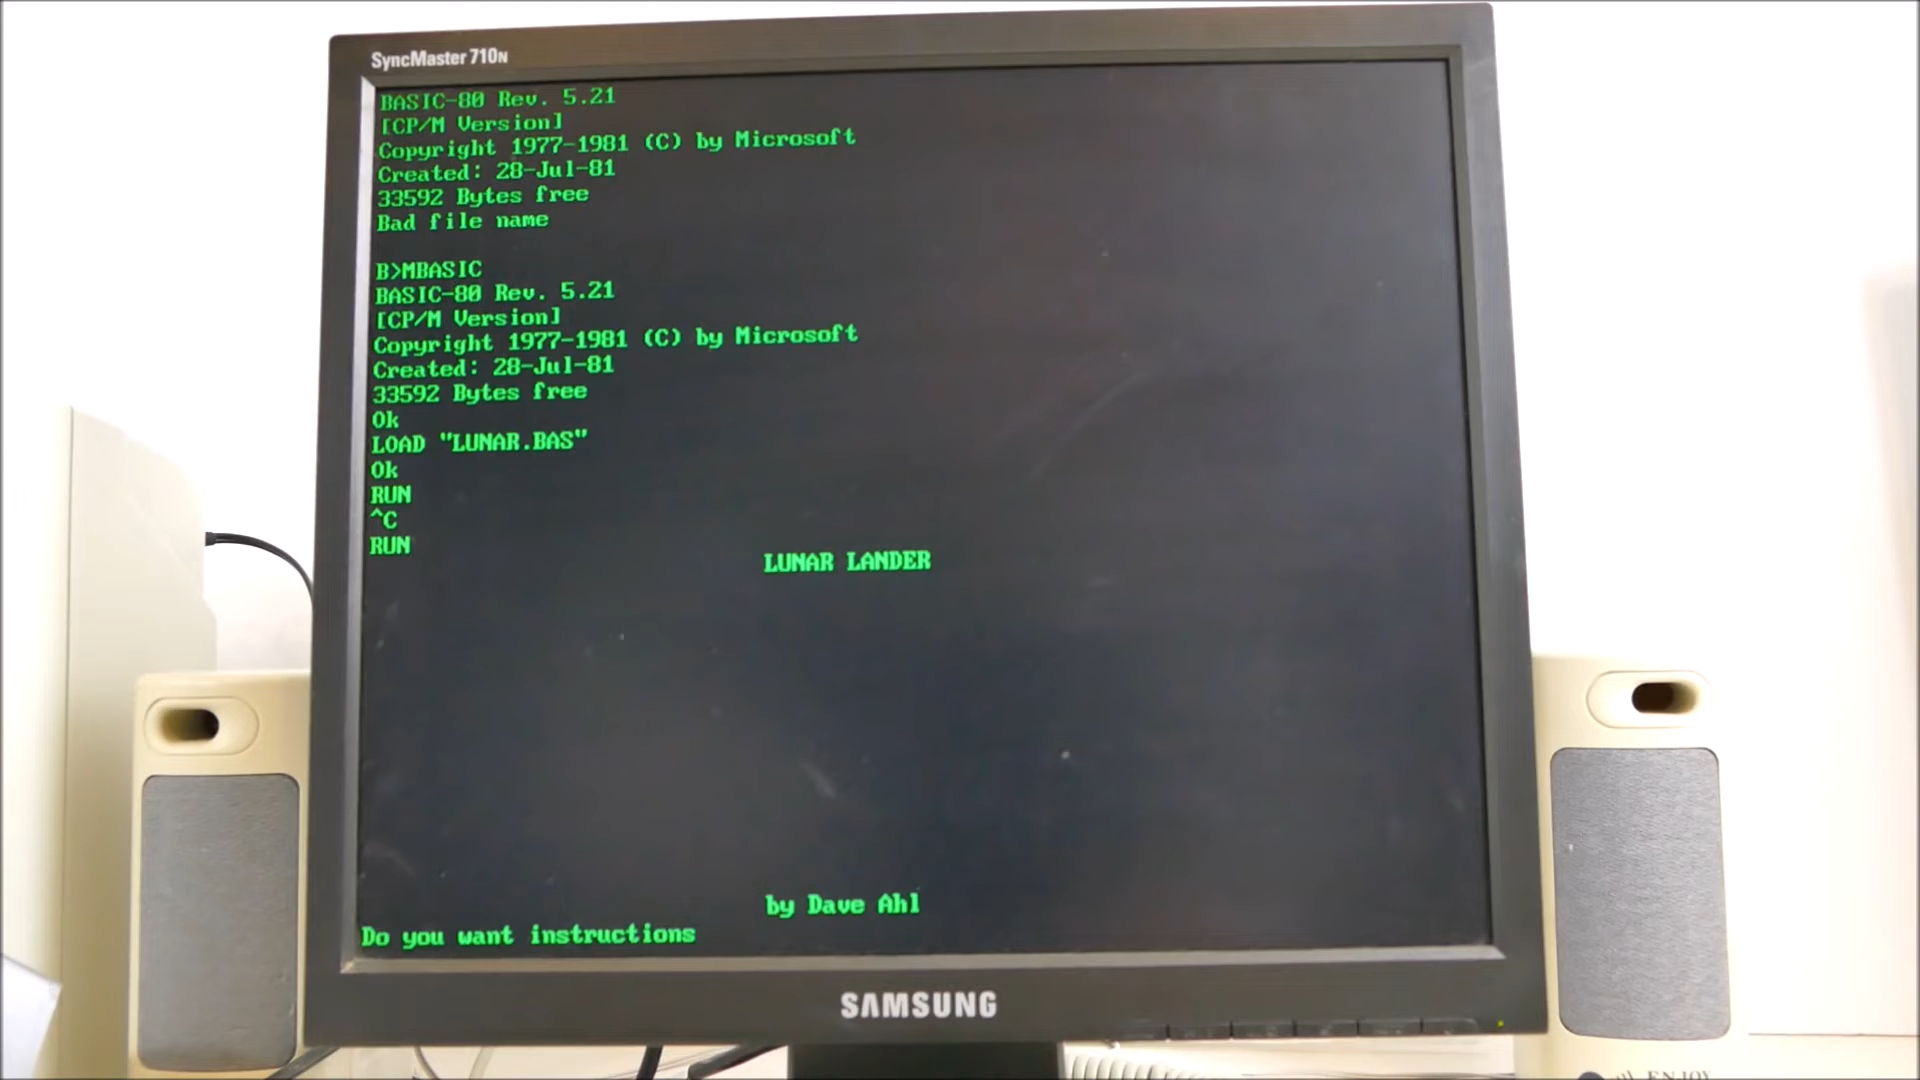 SyncMaster 710N
BASIC-80 Rev. 5.21
[CP/M Version]
Copyright 1977-1981 (C) by Microsoft
Created: 28-Jul-81
33592 Bytes free
Bad file name
B>MBASIC
BASIC-80 Rev. 5.21
[CP/M Version]
Copyright 1977-1981 (C) by Microsoft
Created: 28-Jul-81
33592 Bytes free
Ok
LOAD "LUNAR.BAS"
Ok
RUN
^C
RUN
LUNAR LANDER
by Dave Ahl
Do you want instructions
SAMSUNG
ENJOY